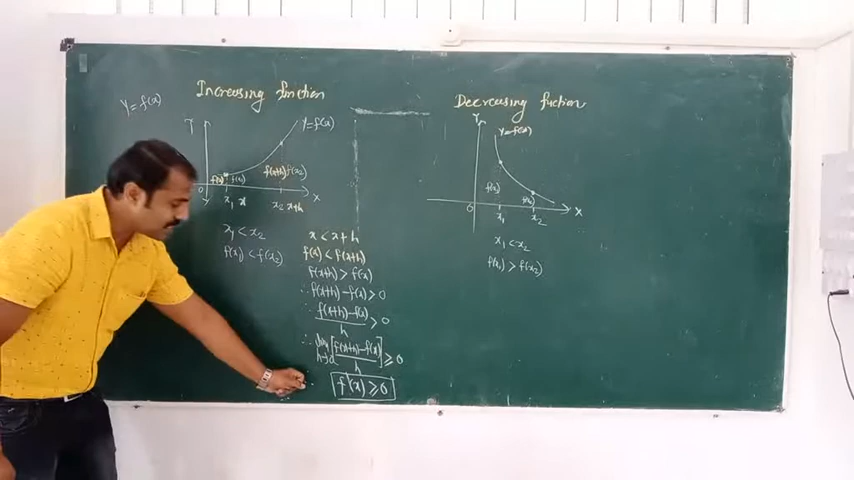 Increasing function
Y=f(x)
Y
Y=f(x)
f(x) f(x₁)
f(x+h) f(x₂)
O
X
x₁ x
x₂ x+h
x₁<x₂
f(x₁)<f(x₂)
x<x+h
f(x)<f(x+h)
f(x+h)>f(x)
∴ f(x+h)-f(x)>0
∴ f(x+h)-f(x)/h >0
∴ lim h→0 [f(x+h)-f(x)/h] ≥0
f'(x)≥0
Decreasing function
Y
Y=f(x)
f(x₁)
f(x₂)
O
X
x₁
x₂
x₁<x₂
f(x₁)>f(x₂)